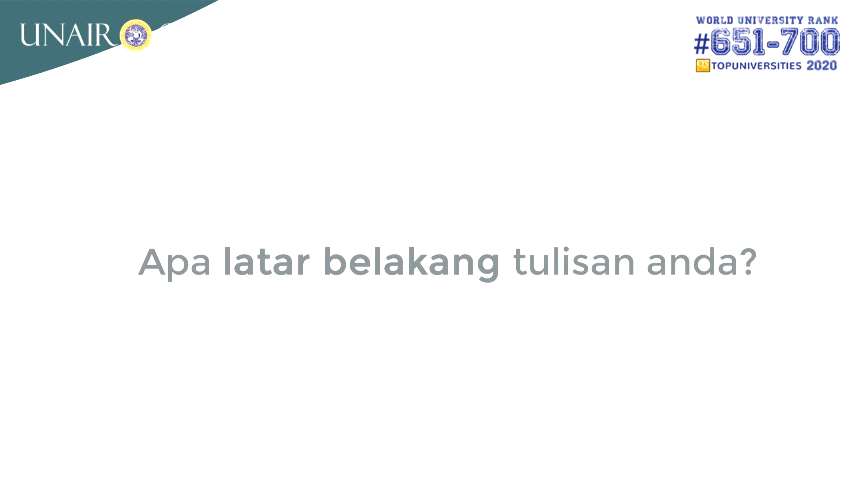 UNAIR
WORLD UNIVERSITY RANK
#651-700
TOPUNIVERSITIES 2020
Apa latar belakang tulisan anda?